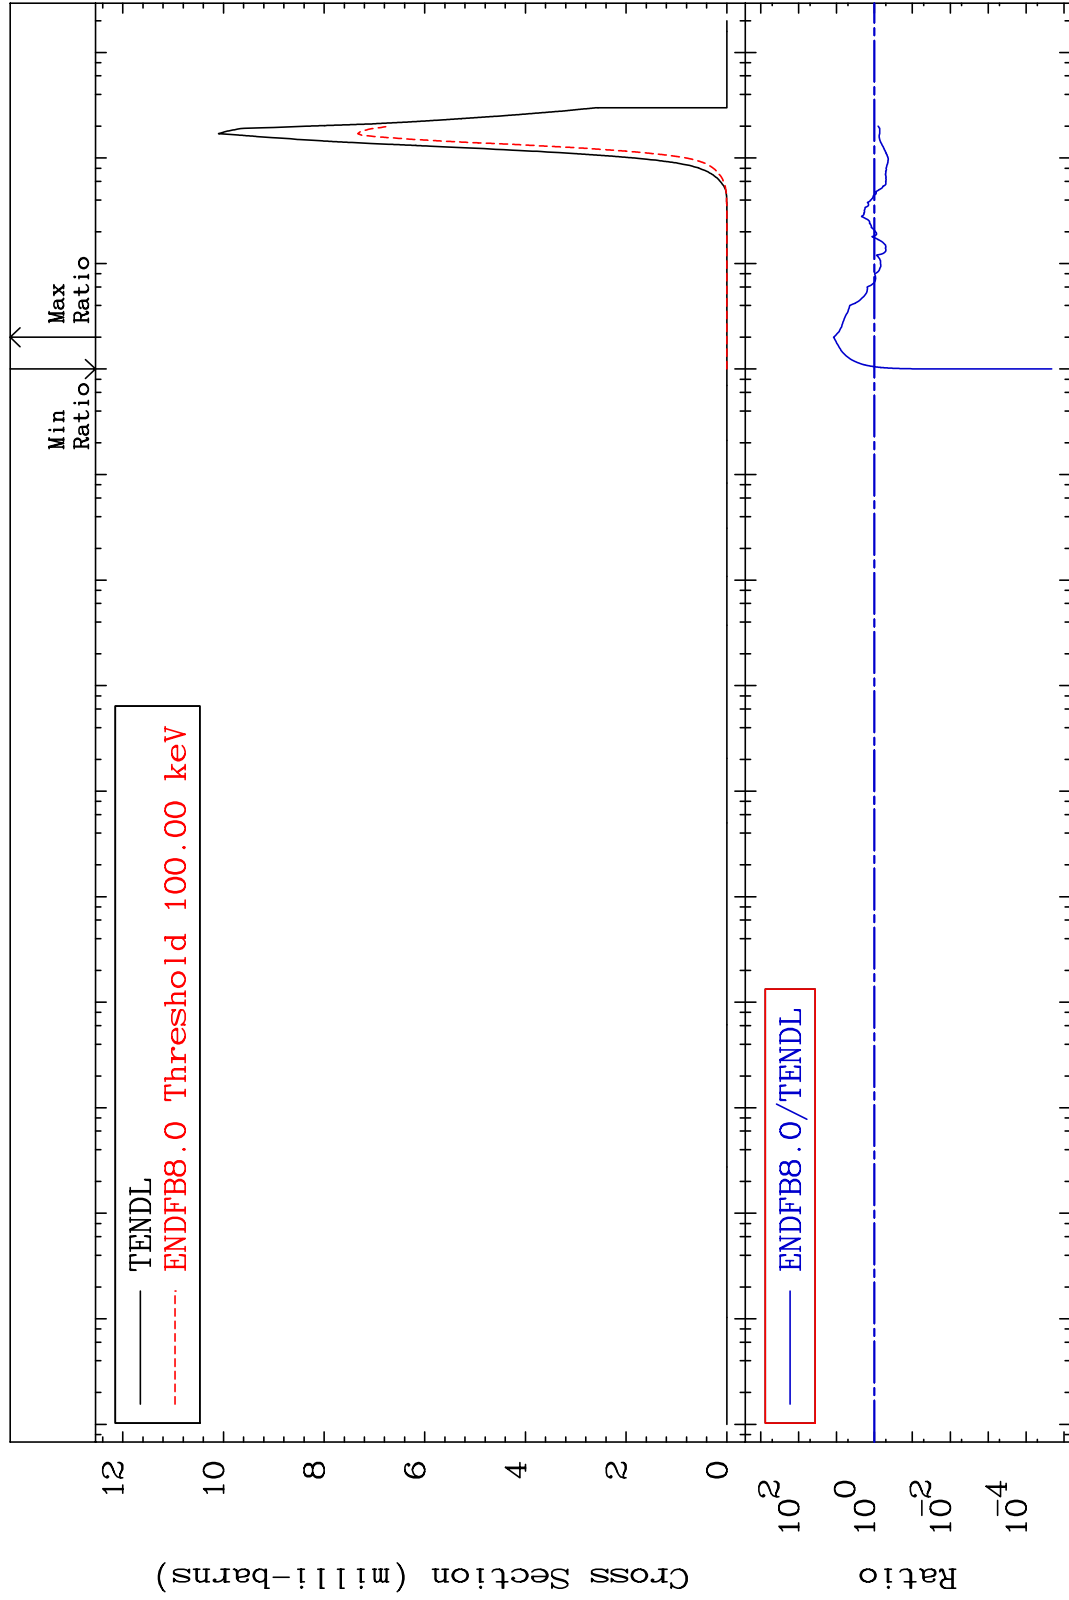 Min
Ratio
Max
Ratio
TENDL
ENDFB8.0 Threshold 100.00 keV
12
10
8
6
4
2
0
Cross Section (milli-barns)
ENDFB8.0/TENDL
10^2
10^0
10^-2
10^-4
Ratio